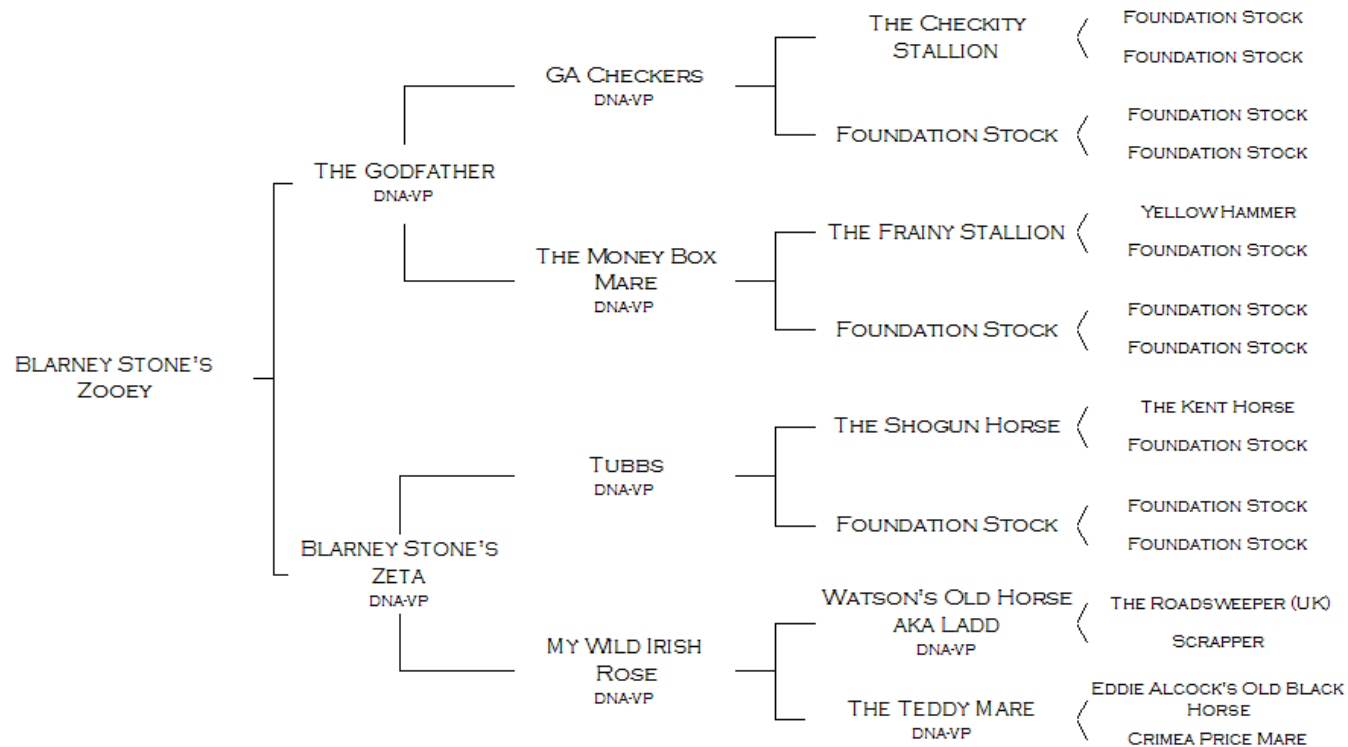 Foundation Stock
The Checkity
Stallion
Foundation Stock
GA Checkers
DNA-VP
Foundation Stock
Foundation Stock
Foundation Stock
The Godfather
DNA-VP
Yellow Hammer
The Frainy Stallion
Foundation Stock
The Money Box
Mare
DNA-VP
Foundation Stock
Foundation Stock
Foundation Stock
Blarney Stone's
Zooey
The Kent Horse
The Shogun Horse
Foundation Stock
Tubbs
DNA-VP
Foundation Stock
Foundation Stock
Foundation Stock
Blarney Stone's
Zeta
DNA-VP
Watson's Old Horse
aka Ladd
DNA-VP
The Roadsweeper (UK)
Scrapper
My Wild Irish
Rose
DNA-VP
Eddie Alcock's Old Black
Horse
The Teddy Mare
DNA-VP
Crimea Price Mare